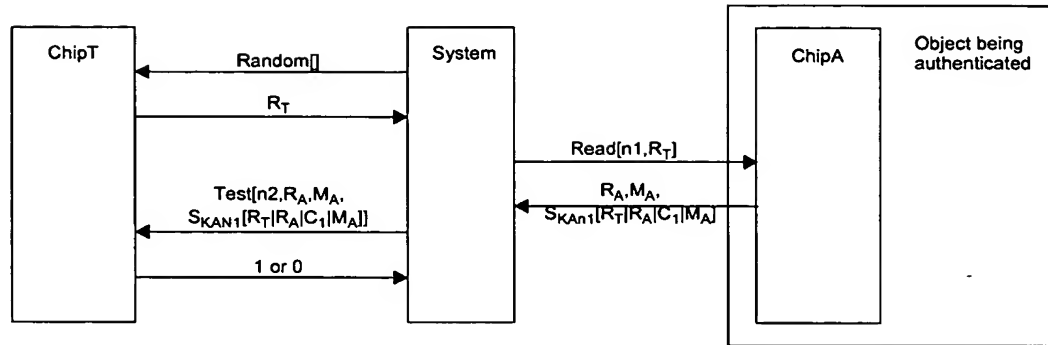 ChipT
System
ChipA
Object being
authenticated
Random[]
R_T
Read[n1,R_T]
Test[n2,R_A,M_A,
S_KAN1[R_T|R_A|C_1|M_A]]
R_A,M_A,
S_KAn1[R_T|R_A|C_1|M_A]
1 or 0